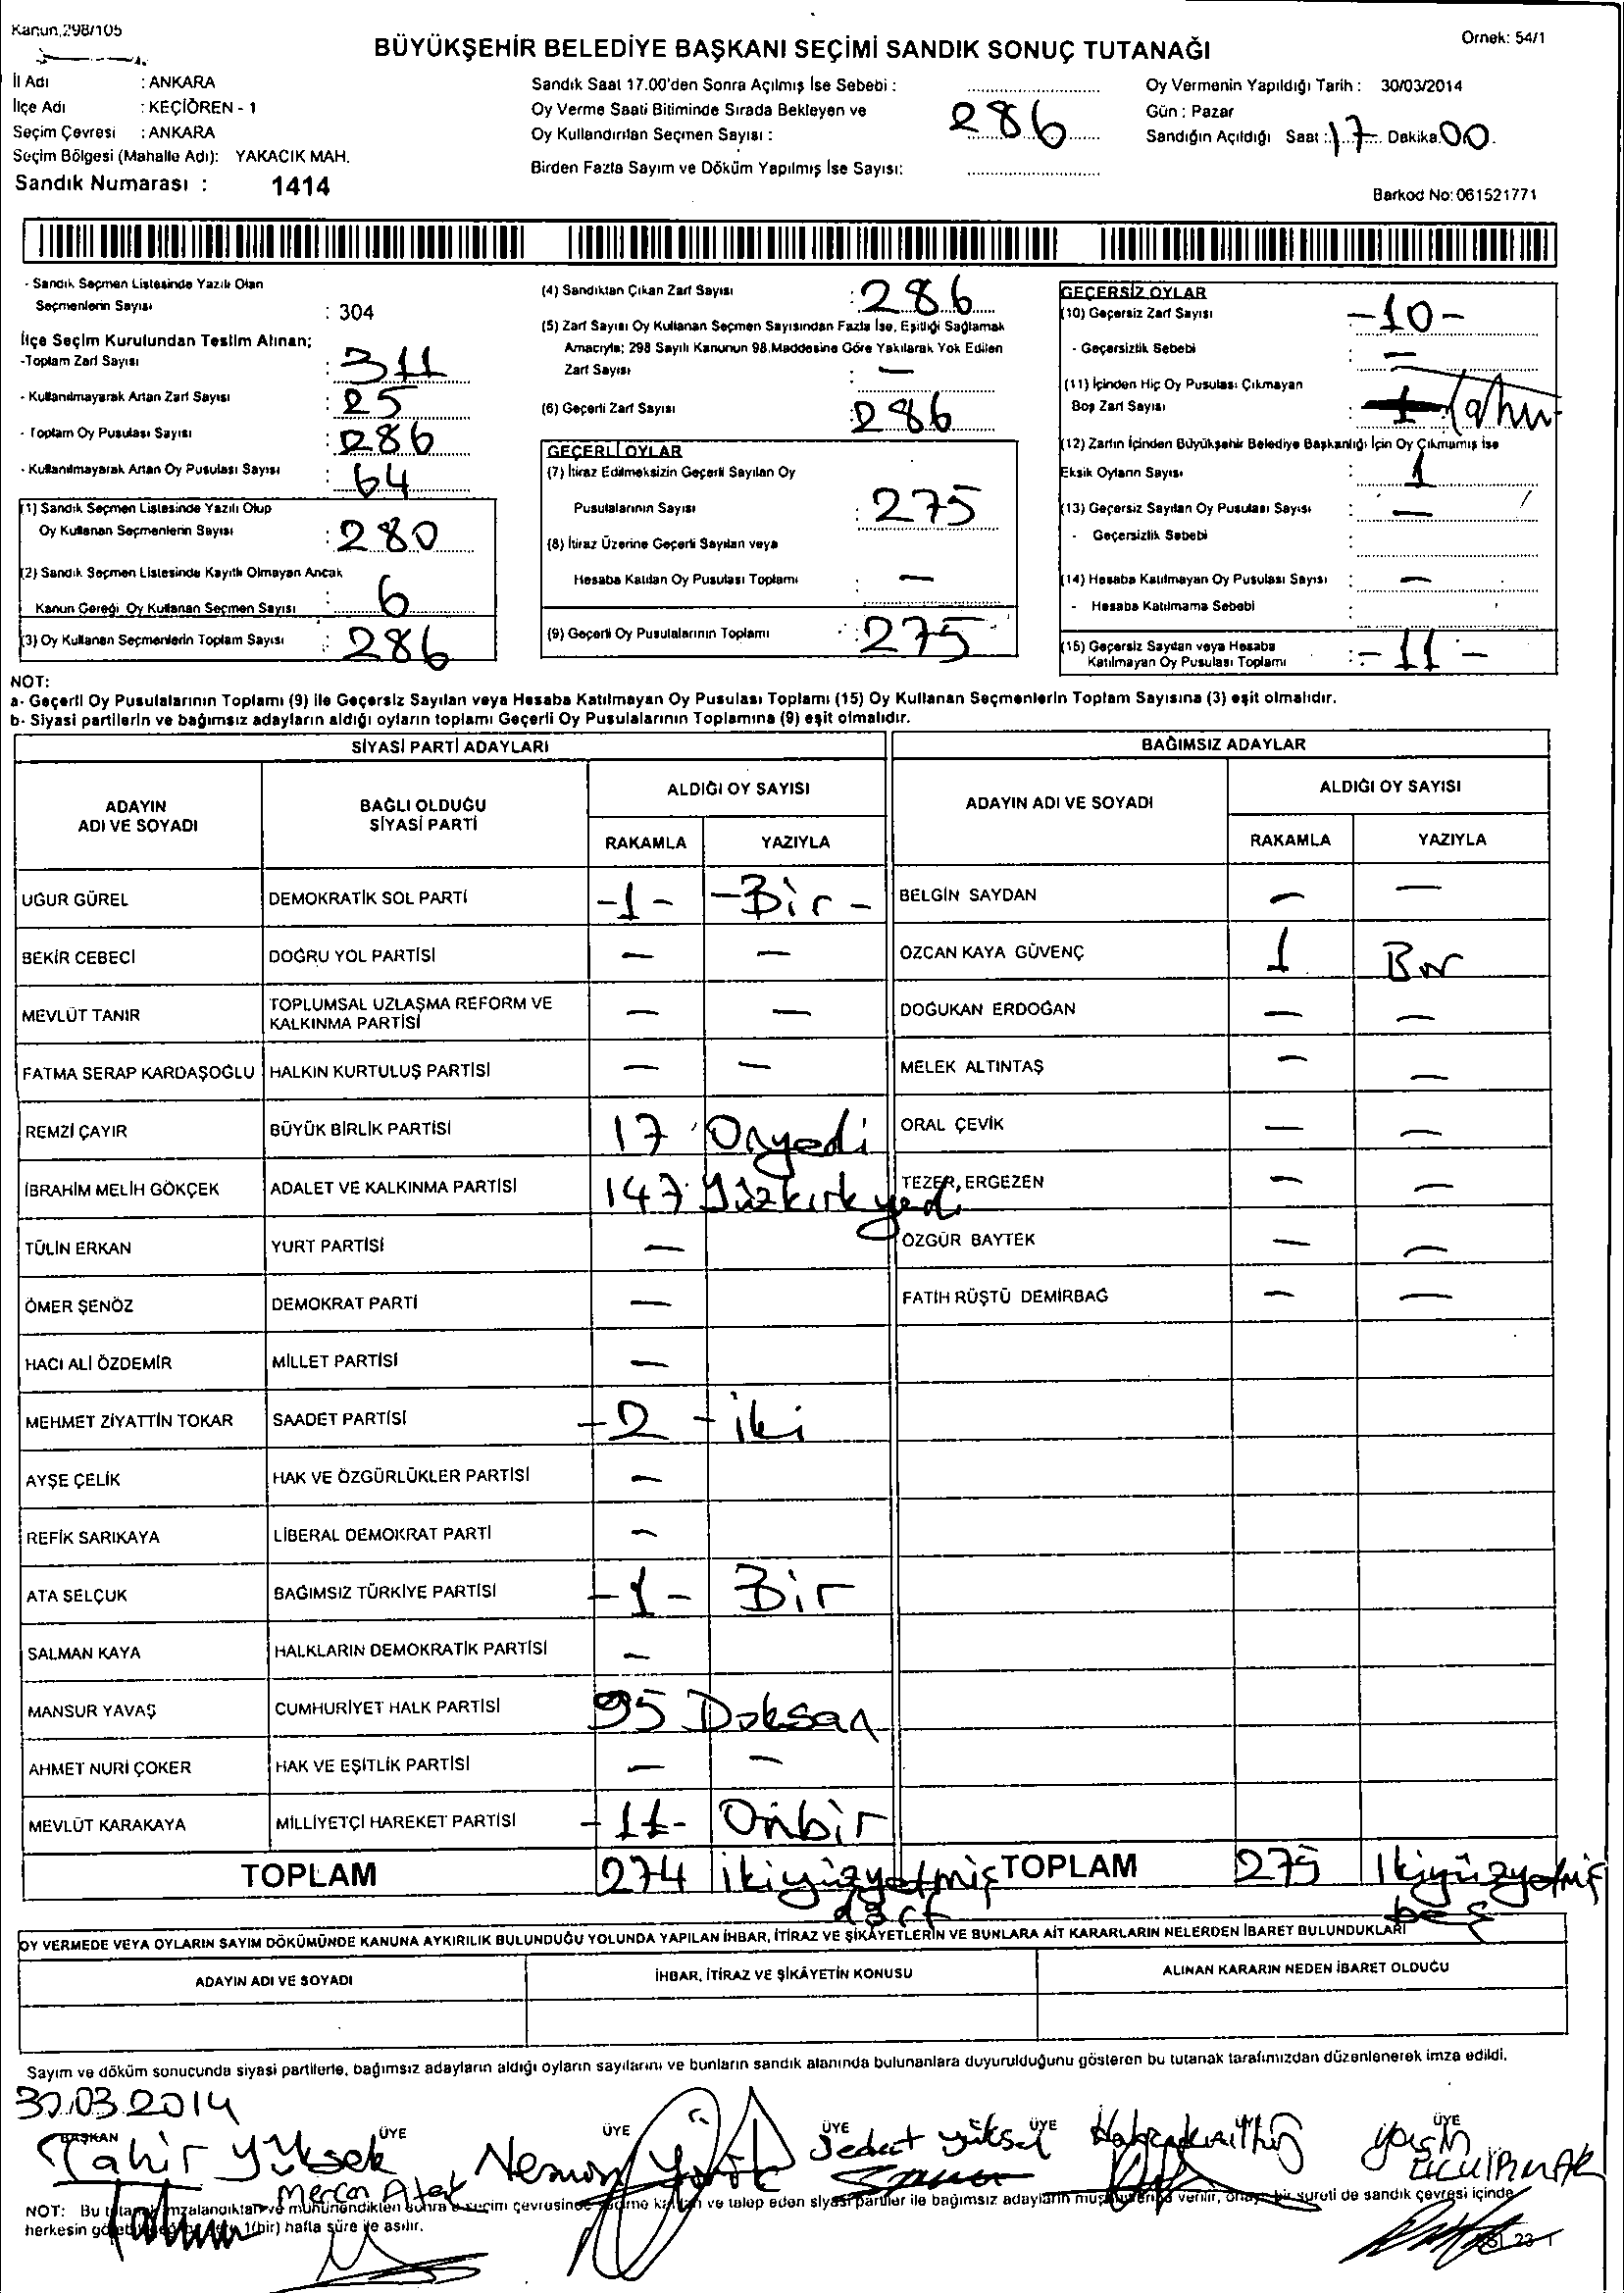 Kanun.298/105
BÜYÜKŞEHİR BELEDİYE BAŞKANI SEÇİMİ SANDIK SONUÇ TUTANAĞI
Örnek: 54/1
İl Adı : ANKARA
İlçe Adı : KEÇİÖREN - 1
Seçim Çevresi : ANKARA
Seçim Bölgesi (Mahalle Adı): YAKACIK MAH.
Sandık Numarası : 1414
Sandık Saat 17.00'den Sonra Açılmış İse Sebebi :
Oy Verme Saati Bitiminde Sırada Bekleyen ve
Oy Kullandırılan Seçmen Sayısı : 286
Birden Fazla Sayım ve Döküm Yapılmış İse Sayısı:
Oy Vermenin Yapıldığı Tarih : 30/03/2014
Gün : Pazar
Sandığın Açıldığı Saat : 17 Dakika 00
Barkod No: 061521771
- Sandık Seçmen Listesinde Yazılı Olan
Seçmenlerin Sayısı : 304
İlçe Seçim Kurulundan Teslim Alınan;
-Toplam Zarf Sayısı : 311
- Kullanılmayarak Artan Zarf Sayısı : 25
- Toplam Oy Pusulası Sayısı : 286
- Kullanılmayarak Artan Oy Pusulası Sayısı : 64
(1) Sandık Seçmen Listesinde Yazılı Olup
Oy Kullanan Seçmenlerin Sayısı : 280
(2) Sandık Seçmen Listesinde Kayıtlı Olmayan Ancak
Kanun Gereği Oy Kullanan Seçmen Sayısı : 6
(3) Oy Kullanan Seçmenlerin Toplam Sayısı : 286
(4) Sandıktan Çıkan Zarf Sayısı : 286
(5) Zarf Sayısı Oy Kullanan Seçmen Sayısından Fazla İse, Eşitliği Sağlamak
Amacıyla; 298 Sayılı Kanunun 98.Maddesine Göre Yakılarak Yok Edilen
Zarf Sayısı : —
(6) Geçerli Zarf Sayısı : 286
GEÇERLİ OYLAR
(7) İtiraz Edilmeksizin Geçerli Sayılan Oy
Pusulalarının Sayısı : 275
(8) İtiraz Üzerine Geçerli Sayılan veya
Hesaba Katılan Oy Pusulası Toplamı : —
(9) Geçerli Oy Pusulalarının Toplamı : 275
GEÇERSİZ OYLAR
(10) Geçersiz Zarf Sayısı -10-
- Geçersizlik Sebebi : —
(11) İçinden Hiç Oy Pusulası Çıkmayan
Boş Zarf Sayısı :
(12) Zarfın İçinden Büyükşehir Belediye Başkanlığı İçin Oy Çıkmamış İse
Eksik Oyların Sayısı : 1
(13) Geçersiz Sayılan Oy Pusulası Sayısı : —
- Geçersizlik Sebebi :
(14) Hesaba Katılmayan Oy Pusulası Sayısı : —
- Hesaba Katılmama Sebebi :
(15) Geçersiz Sayılan veya Hesaba
Katılmayan Oy Pusulası Toplamı : - 11 -
NOT:
a- Geçerli Oy Pusulalarının Toplamı (9) ile Geçersiz Sayılan veya Hesaba Katılmayan Oy Pusulası Toplamı (15) Oy Kullanan Seçmenlerin Toplam Sayısına (3) eşit olmalıdır.
b- Siyasi partilerin ve bağımsız adayların aldığı oyların toplamı Geçerli Oy Pusulalarının Toplamına (9) eşit olmalıdır.
SİYASİ PARTİ ADAYLARI
ADAYIN ADI VE SOYADI BAĞLI OLDUĞU SİYASİ PARTİ ALDIĞI OY SAYISI
RAKAMLA YAZIYLA
UĞUR GÜREL DEMOKRATİK SOL PARTİ -1- -Bir-
BEKİR CEBECİ DOĞRU YOL PARTİSİ — —
MEVLÜT TANIR TOPLUMSAL UZLAŞMA REFORM VE KALKINMA PARTİSİ — —
FATMA SERAP KARDAŞOĞLU HALKIN KURTULUŞ PARTİSİ — —
REMZİ ÇAYIR BÜYÜK BİRLİK PARTİSİ 17 Onyedi
İBRAHİM MELİH GÖKÇEK ADALET VE KALKINMA PARTİSİ 147 Yüzkırkyedi
TÜLİN ERKAN YURT PARTİSİ —
ÖMER ŞENÖZ DEMOKRAT PARTİ —
HACI ALİ ÖZDEMİR MİLLET PARTİSİ —
MEHMET ZİYATTİN TOKAR SAADET PARTİSİ -2- iki
AYŞE ÇELİK HAK VE ÖZGÜRLÜKLER PARTİSİ —
REFİK SARIKAYA LİBERAL DEMOKRAT PARTİ —
ATA SELÇUK BAĞIMSIZ TÜRKİYE PARTİSİ -1- Bir
SALMAN KAYA HALKLARIN DEMOKRATİK PARTİSİ —
MANSUR YAVAŞ CUMHURİYET HALK PARTİSİ 95 Doksan
AHMET NURİ ÇOKER HAK VE EŞİTLİK PARTİSİ — —
MEVLÜT KARAKAYA MİLLİYETÇİ HAREKET PARTİSİ -11- Onbir
TOPLAM 274 İkiyüzyetmiş dört
BAĞIMSIZ ADAYLAR
ADAYIN ADI VE SOYADI ALDIĞI OY SAYISI
RAKAMLA YAZIYLA
BELGİN SAYDAN — —
ÖZCAN KAYA GÜVENÇ 1 Bir
DOĞUKAN ERDOĞAN — —
MELEK ALTINTAŞ — —
ORAL ÇEVİK — —
TEZER ERGEZEN — —
ÖZGÜR BAYTEK — —
FATİH RÜŞTÜ DEMİRBAĞ — —
TOPLAM 275 İkiyüzyetmiş beş
OY VERMEDE VEYA OYLARIN SAYIM DÖKÜMÜNDE KANUNA AYKIRILIK BULUNDUĞU YOLUNDA YAPILAN İHBAR, İTİRAZ VE ŞİKÂYETLERİN VE BUNLARA AİT KARARLARIN NELERDEN İBARET BULUNDUKLARI
ADAYIN ADI VE SOYADI İHBAR, İTİRAZ VE ŞİKÂYETİN KONUSU ALINAN KARARIN NEDEN İBARET OLDUĞU
Sayım ve döküm sonucunda siyasi partilerle, bağımsız adayların aldığı oyların sayılarını ve bunların sandık alanında bulunanlara duyurulduğunu gösteren bu tutanak tarafımızdan düzenlenerek imza edildi.
30.03.2014
BAŞKAN ÜYE ÜYE ÜYE ÜYE ÜYE
Tahir Yüksek
Sedat Yüksel
Yasin
NOT: Bu tutanak imzalandıktan ve mühürlendikten sonra o seçim çevresinde seçime katılan ve talep eden siyasi partiler ile bağımsız adayların müşahitlerine verilir, onaylı bir sureti de sandık çevresi içinde
herkesin görebileceği bir yere 1(bir) hafta süre ile asılır.